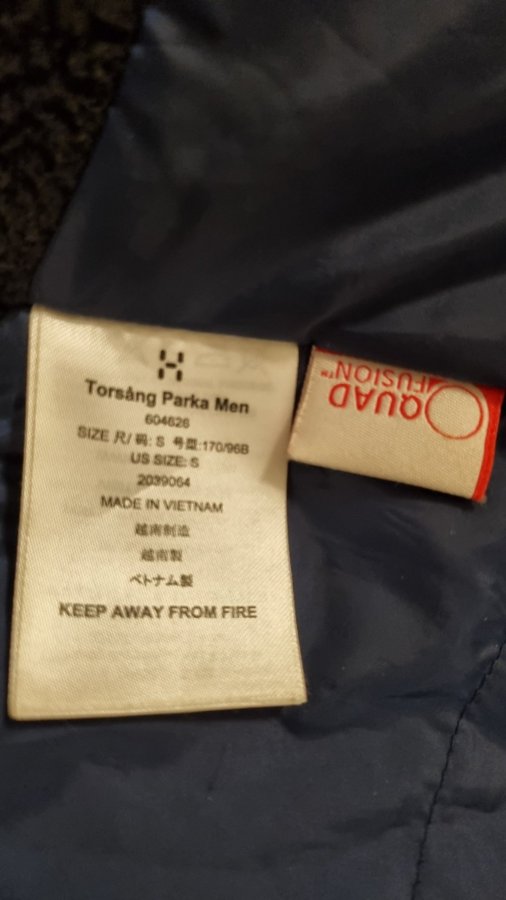 Torsång Parka Men
604626
SIZE 尺/ 码: S 号型:170/96B
US SIZE: S
2039064
MADE IN VIETNAM
越南制造
越南製
ベトナム製
KEEP AWAY FROM FIRE
QUAD
FUSION™